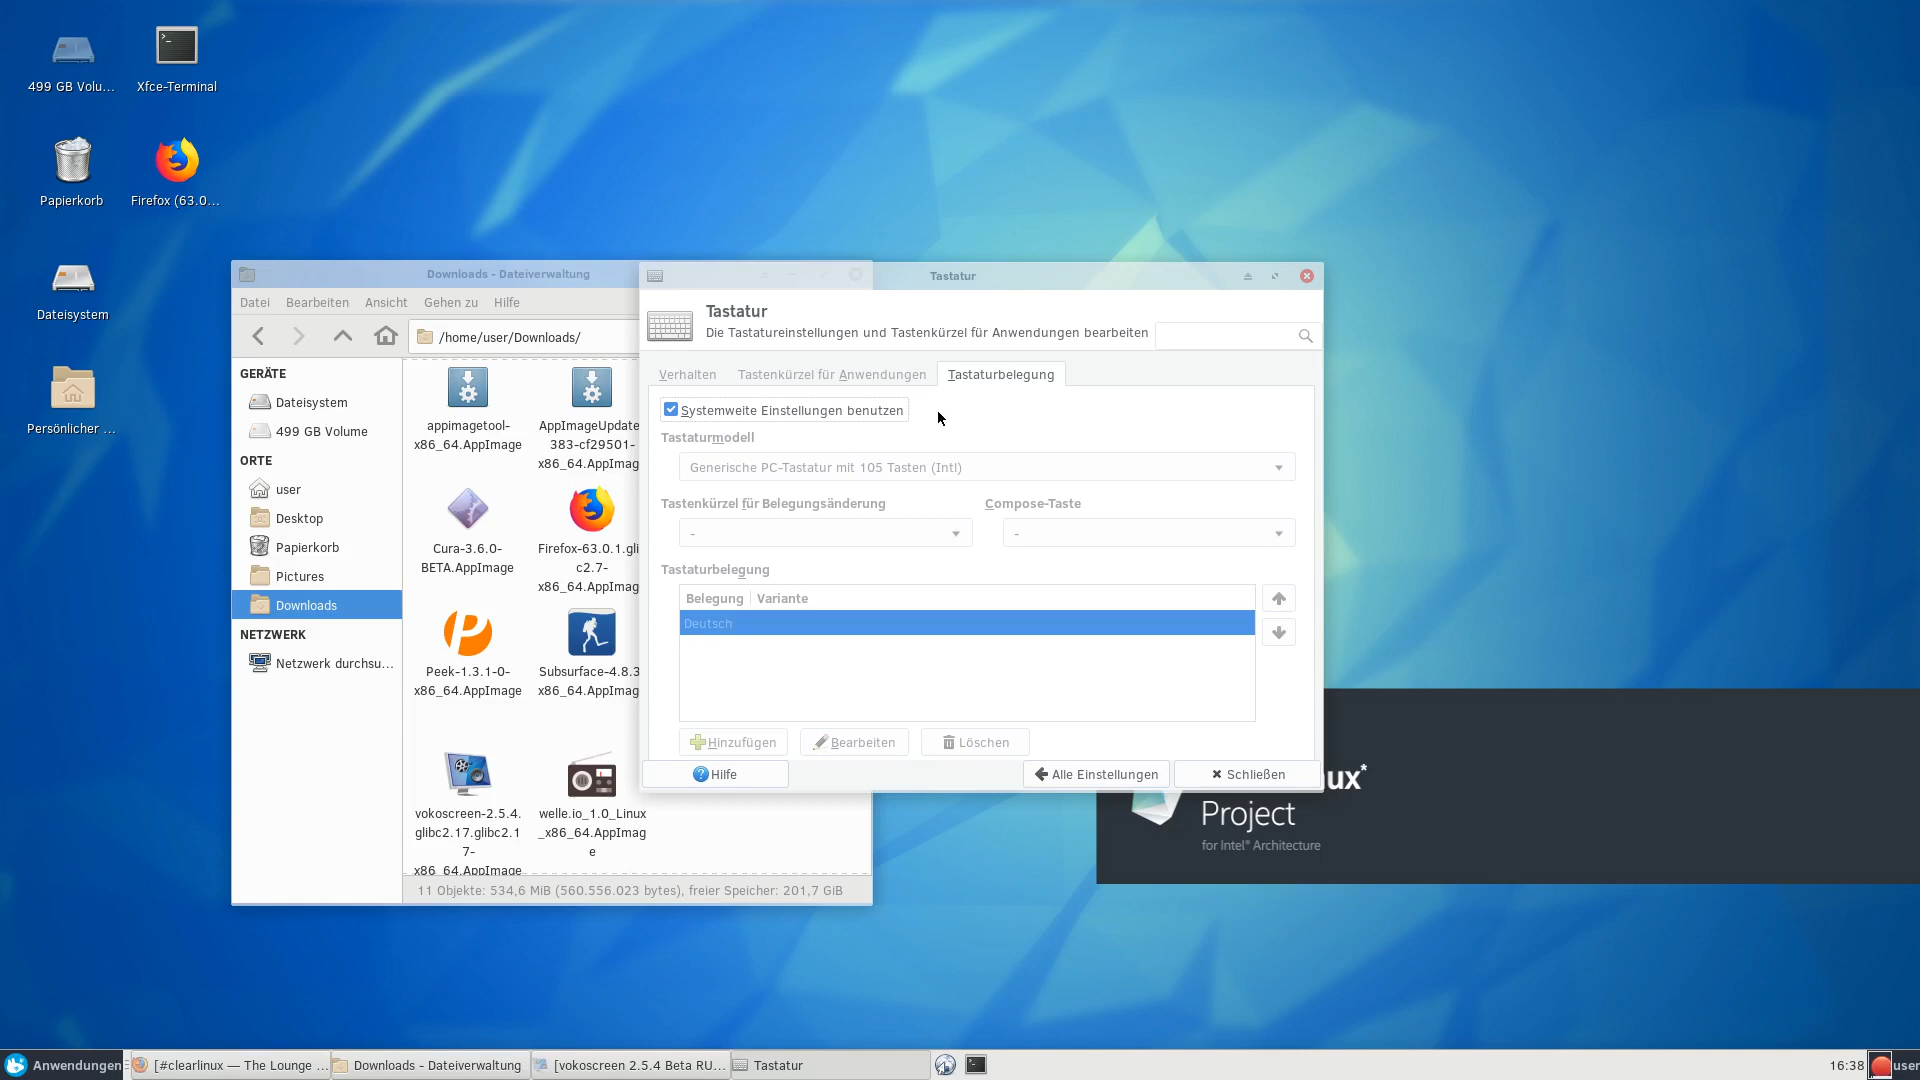 499 GB Volu...
Xfce-Terminal
Papierkorb
Firefox (63.0...
Dateisystem
Persönlicher ...
Downloads - Dateiverwaltung
Datei Bearbeiten Ansicht Gehen zu Hilfe
/home/user/Downloads/
GERÄTE
Dateisystem
499 GB Volume
ORTE
user
Desktop
Papierkorb
Pictures
Downloads
NETZWERK
Netzwerk durchsu...
appimagetool-
x86_64.AppImage
AppImageUpdate
383-cf29501-
x86_64.AppImag
Cura-3.6.0-
BETA.AppImage
Firefox-63.0.1.gli
c2.7-
x86_64.AppImag
Peek-1.3.1-0-
x86_64.AppImage
Subsurface-4.8.3
x86_64.AppImag
vokoscreen-2.5.4.
glibc2.17.glibc2.1
7-
x86_64.AppImage
welle.io_1.0_Linux
_x86_64.AppImag
e
11 Objekte: 534,6 MiB (560.556.023 bytes), freier Speicher: 201,7 GiB
Tastatur
Tastatur
Die Tastatureinstellungen und Tastenkürzel für Anwendungen bearbeiten
Verhalten Tastenkürzel für Anwendungen Tastaturbelegung
Systemweite Einstellungen benutzen
Tastaturmodell
Generische PC-Tastatur mit 105 Tasten (Intl)
Tastenkürzel für Belegungsänderung Compose-Taste
- -
Tastaturbelegung
Belegung Variante
Deutsch
Hinzufügen Bearbeiten Löschen
Hilfe Alle Einstellungen Schließen
ux*
Project
for Intel® Architecture
Anwendungen [#clearlinux — The Lounge ... Downloads - Dateiverwaltung [vokoscreen 2.5.4 Beta RU... Tastatur 16:38 user